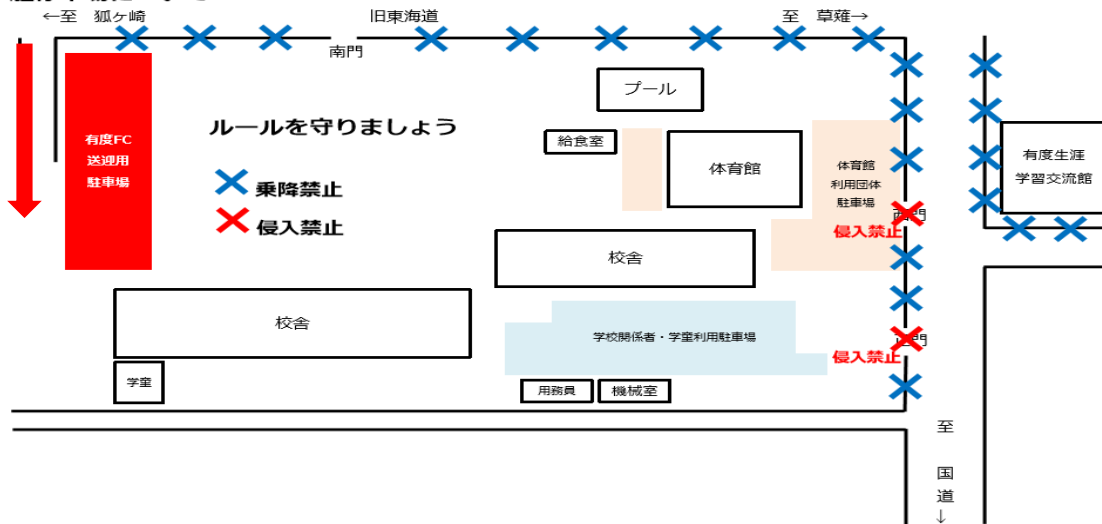 ←至 狐ヶ崎
旧東海道
至 草薙→
南門
プール
ルールを守りましょう
給食室
有度FC
送迎用
駐車場
体育館
体育館
利用団体
駐車場
有度生涯
学習交流館
乗降禁止
侵入禁止
門
侵入禁止
校舎
校舎
学校関係者・学童利用駐車場
門
侵入禁止
学童
用務員
機械室
至
国
道
↓